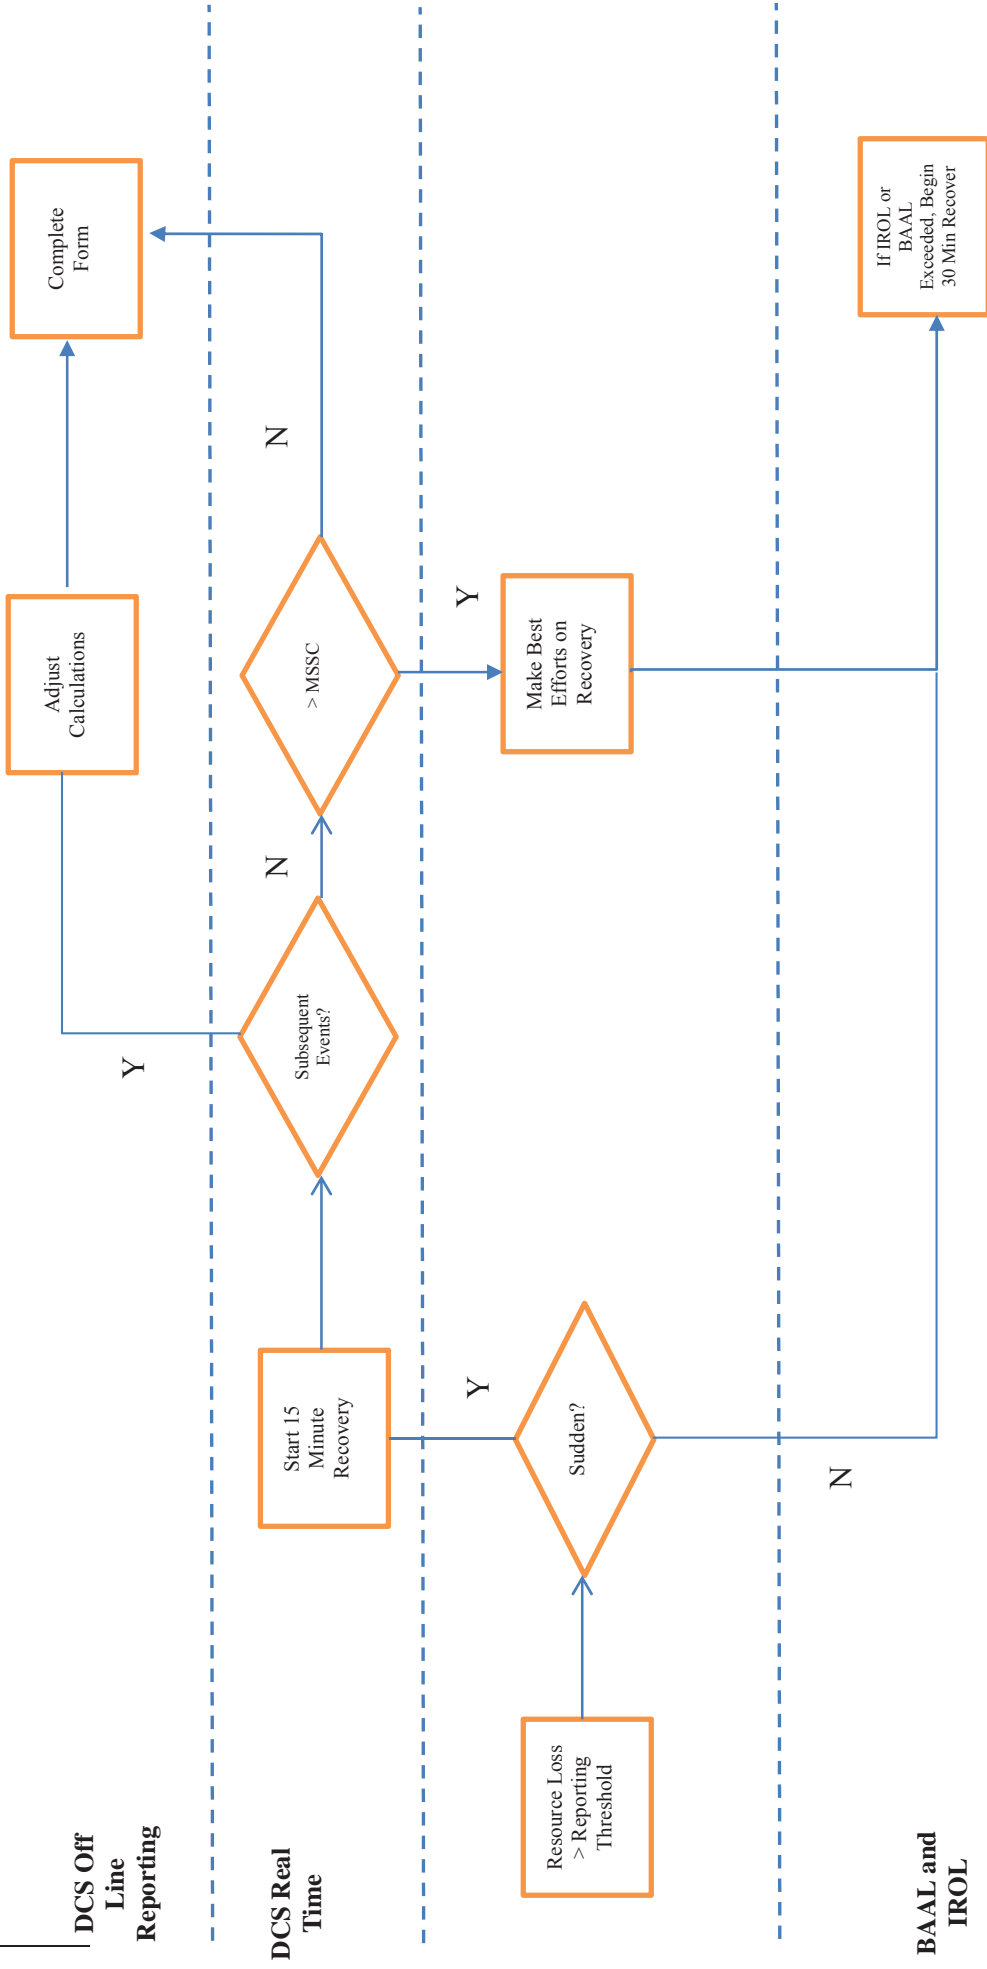 DCS Off
Line
Reporting
Adjust
Calculations
Complete
Form
Y
DCS Real
Time
Start 15
Minute
Recovery
Subsequent
Events?
N
> MSSC
N
Resource Loss
> Reporting
Threshold
Sudden?
Y
Make Best
Efforts on
Recovery
Y
BAAL and
IROL
N
If IROL or
BAAL
Exceeded, Begin
30 Min Recover